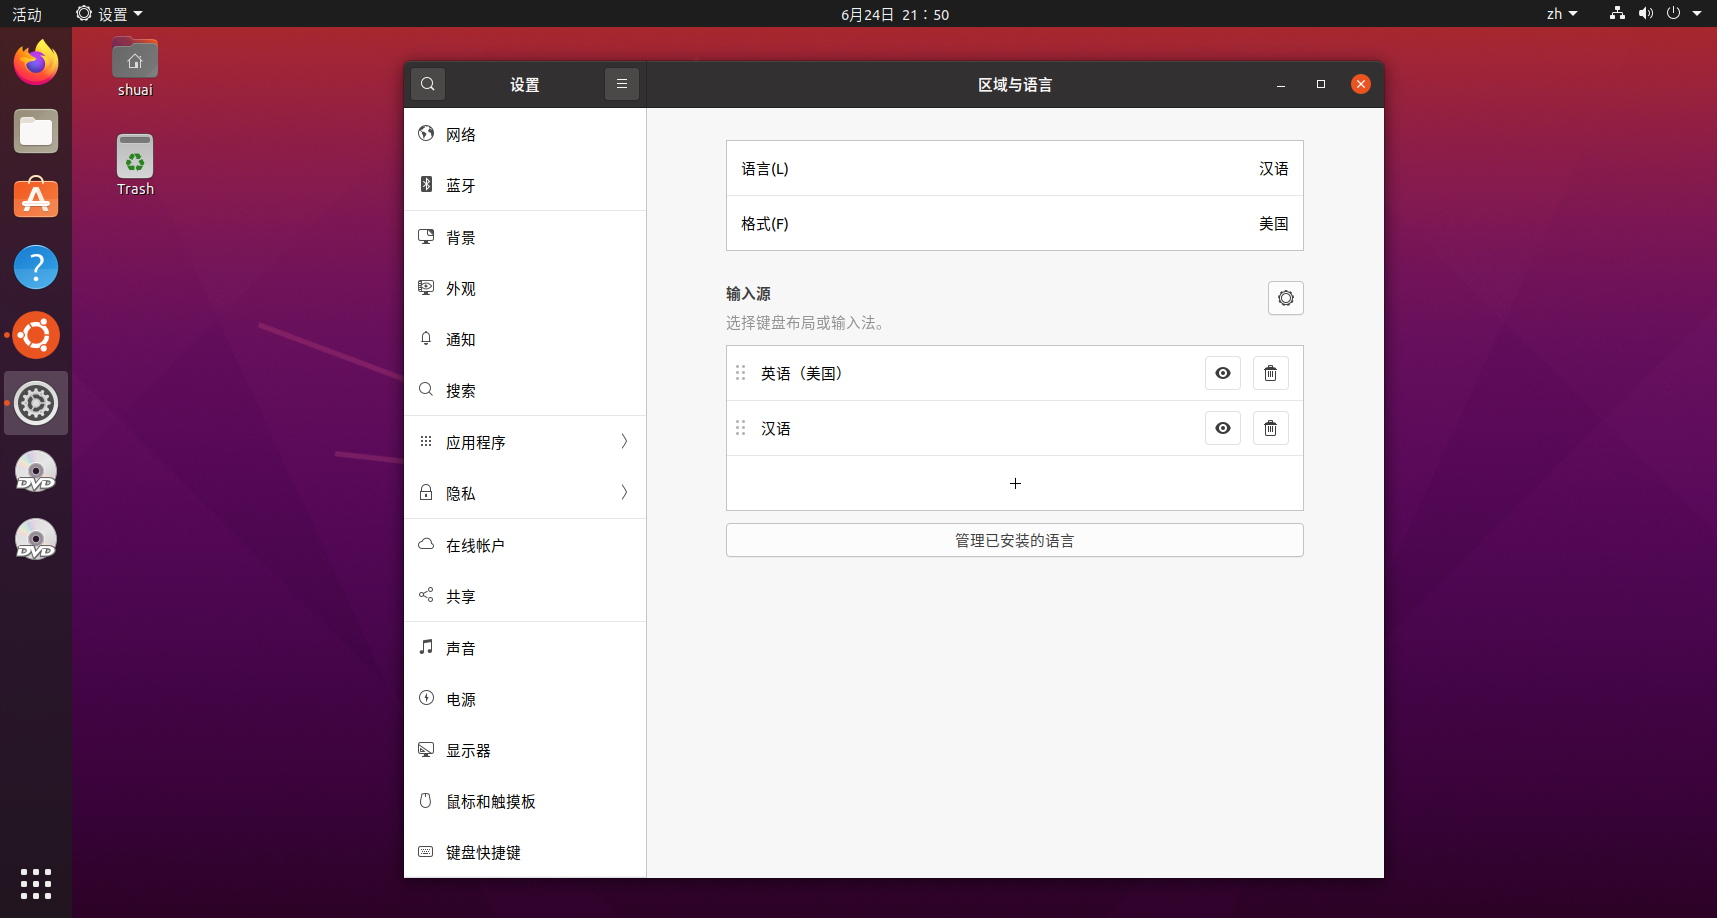 活动 设置 6月24日 21：50 zh
shuai
Trash
设置 区域与语言
网络
蓝牙
背景
外观
通知
搜索
应用程序
隐私
在线帐户
共享
声音
电源
显示器
鼠标和触摸板
键盘快捷键
语言(L) 汉语
格式(F) 美国
输入源
选择键盘布局或输入法。
英语（美国）
汉语
管理已安装的语言
DVD
DVD